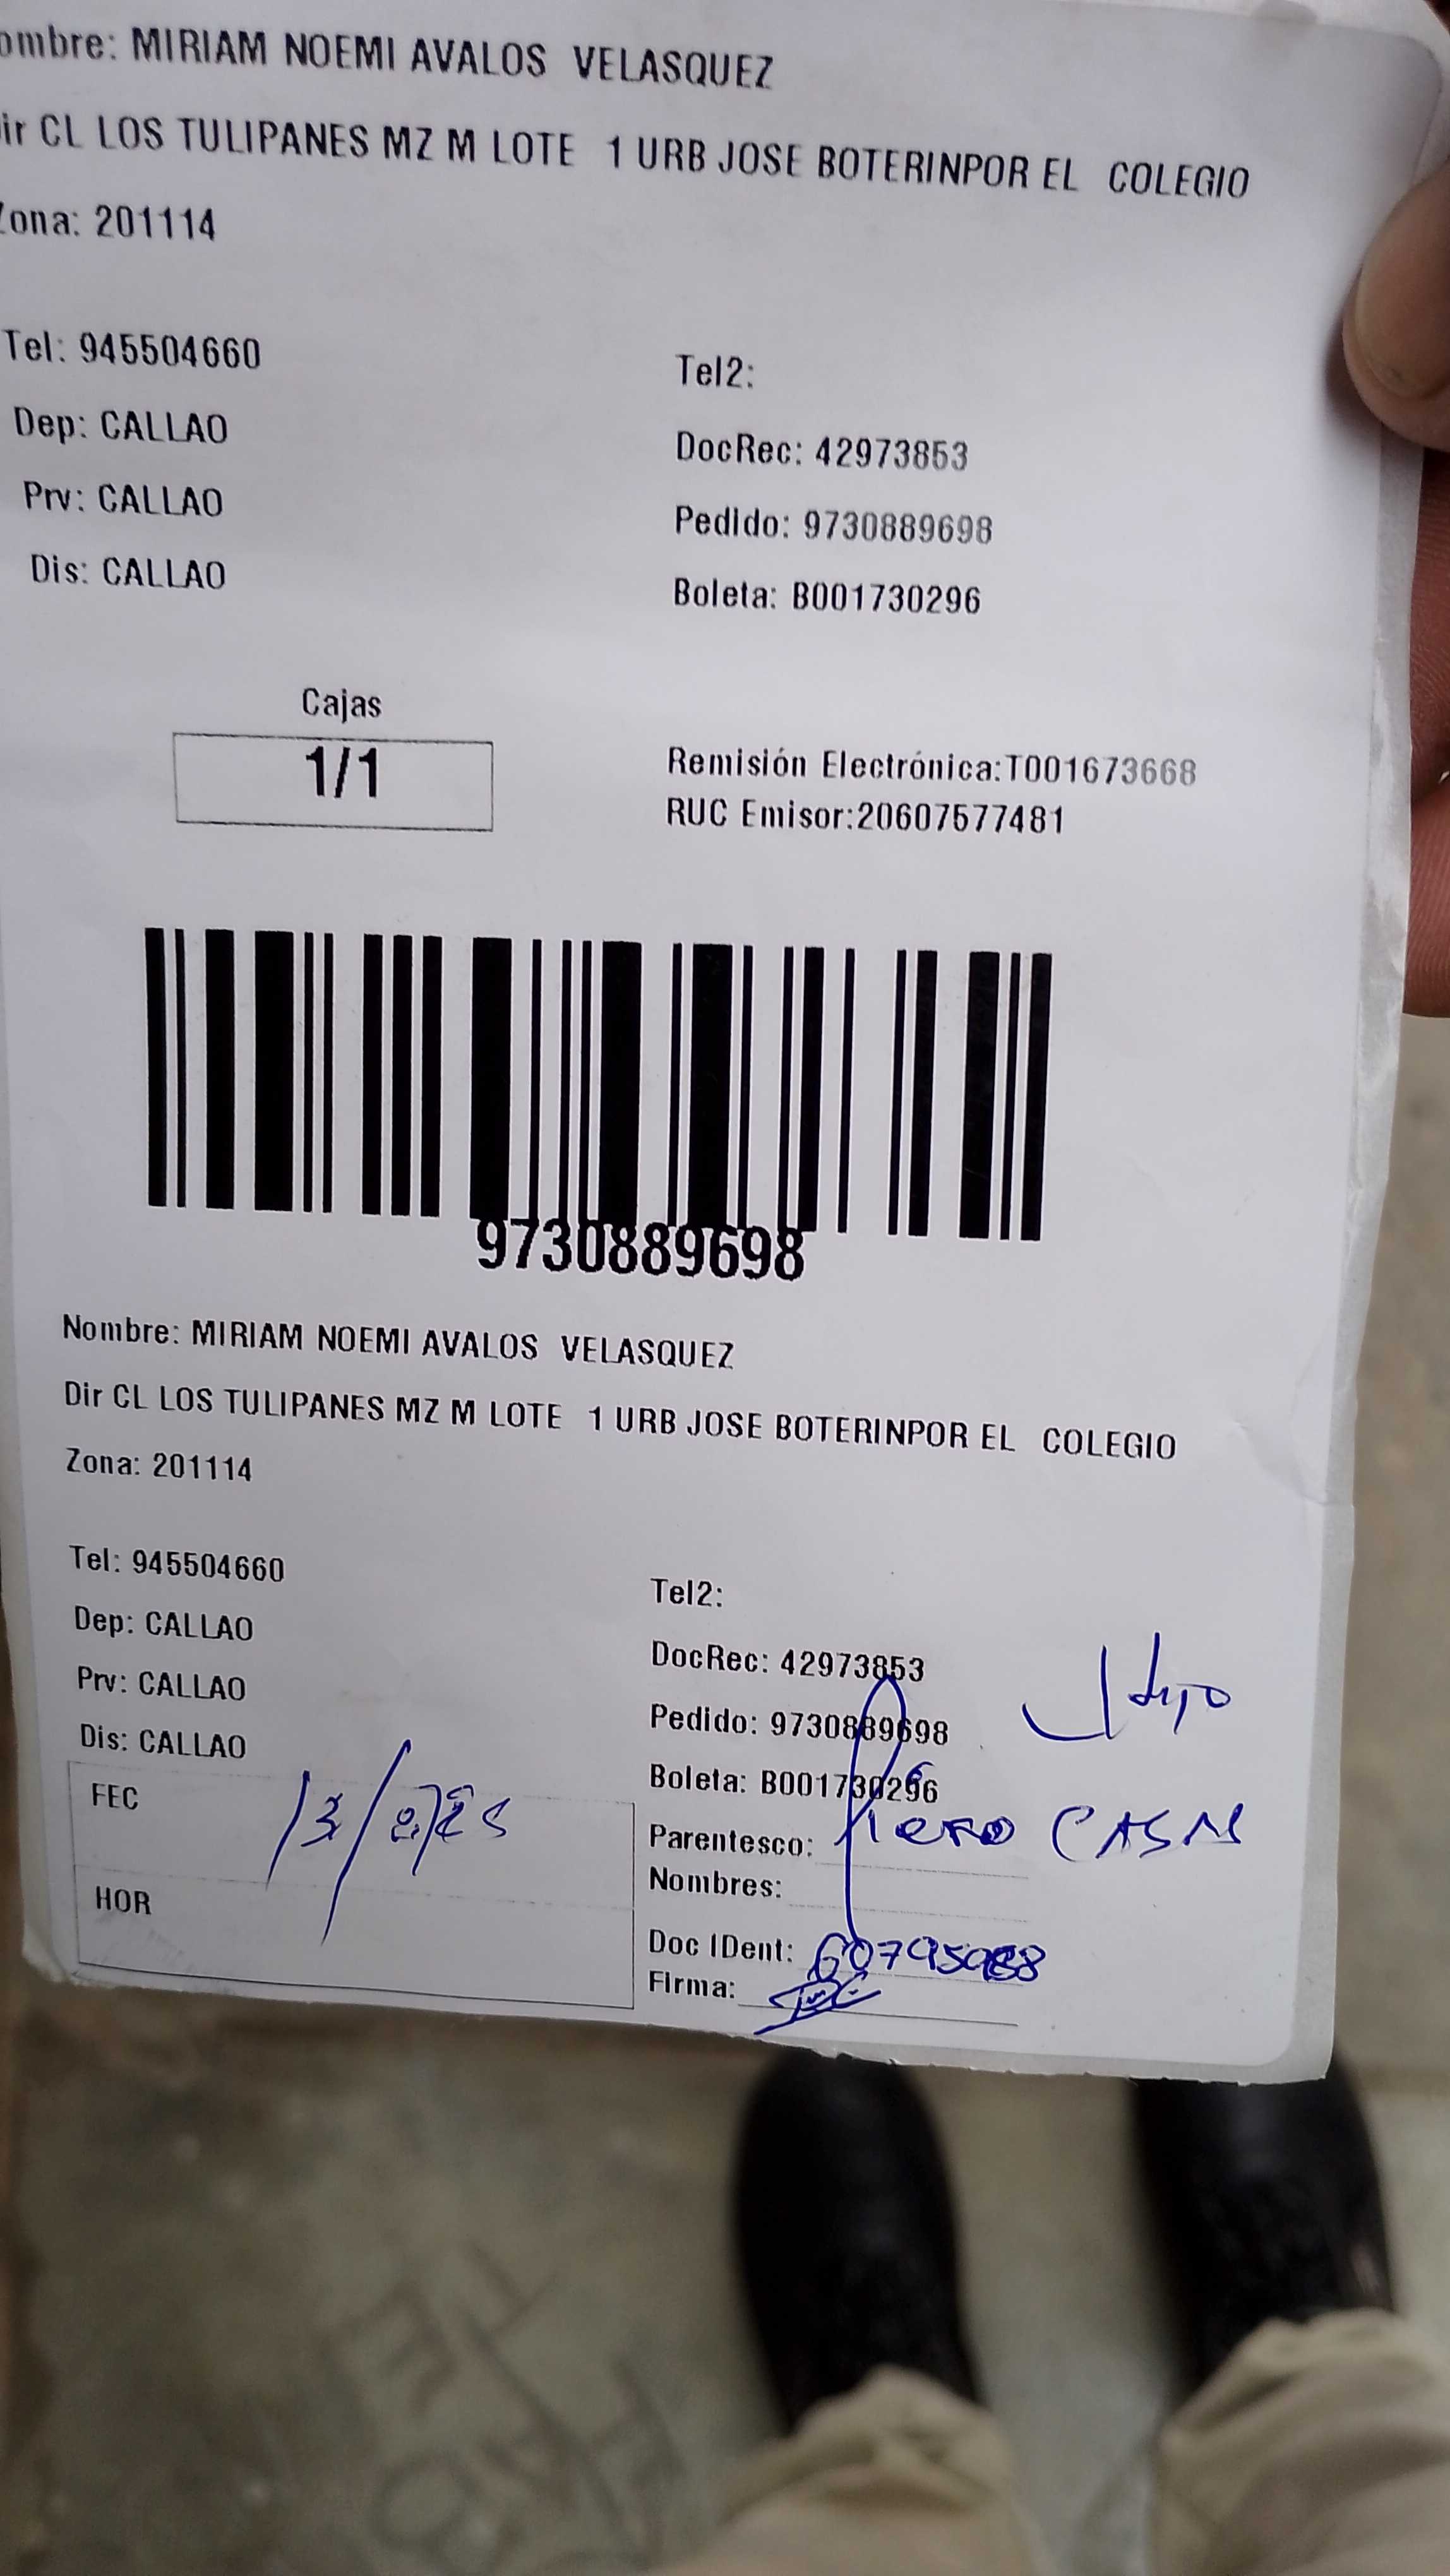 ombre: MIRIAM NOEMI AVALOS VELASQUEZ
ir CL LOS TULIPANES MZ M LOTE 1 URB JOSE BOTERINPOR EL COLEGIO
Zona: 201114
Tel: 945504660
Tel2:
Dep: CALLAO
DocRec: 42973853
Prv: CALLAO
Pedido: 9730889698
Dis: CALLAO
Boleta: B001730296
Cajas
1/1
Remisión Electrónica:T001673668
RUC Emisor:20607577481
9730889698
Nombre: MIRIAM NOEMI AVALOS VELASQUEZ
Dir CL LOS TULIPANES MZ M LOTE 1 URB JOSE BOTERINPOR EL COLEGIO
Zona: 201114
Tel: 945504660
Tel2:
Dep: CALLAO
DocRec: 42973853
Prv: CALLAO
Pedido: 9730889698
Dis: CALLAO
Boleta: B001730296
FEC 13/2/25
Parentesco:
Nombres:
HOR
Doc IDent:
Firma: